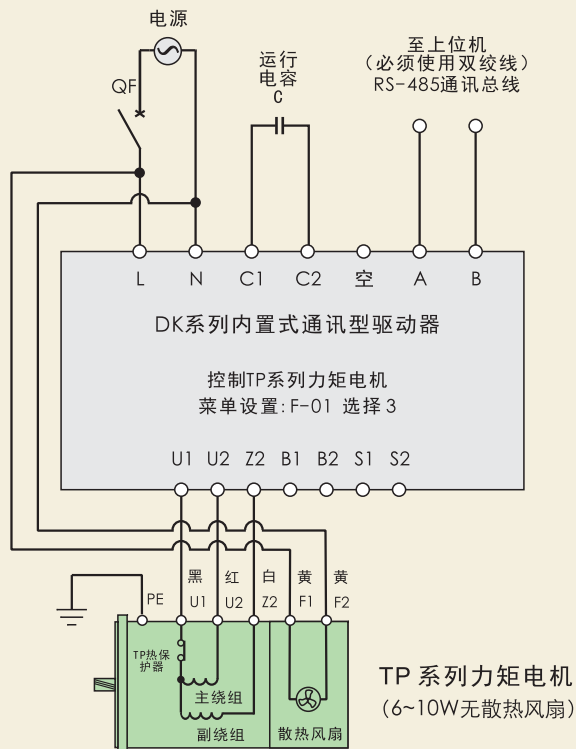 电源
QF
运行
电容
C
至上位机
（必须使用双绞线）
RS-485通讯总线
L N C1 C2 空 A B
DK系列内置式通讯型驱动器
控制TP系列力矩电机
菜单设置：F-01 选择 3
U1 U2 Z2 B1 B2 S1 S2
黑 红 白 黄 黄
PE U1 U2 Z2 F1 F2
TP热保
护器
主绕组
副绕组
散热风扇
TP 系列力矩电机
（6~10W无散热风扇）